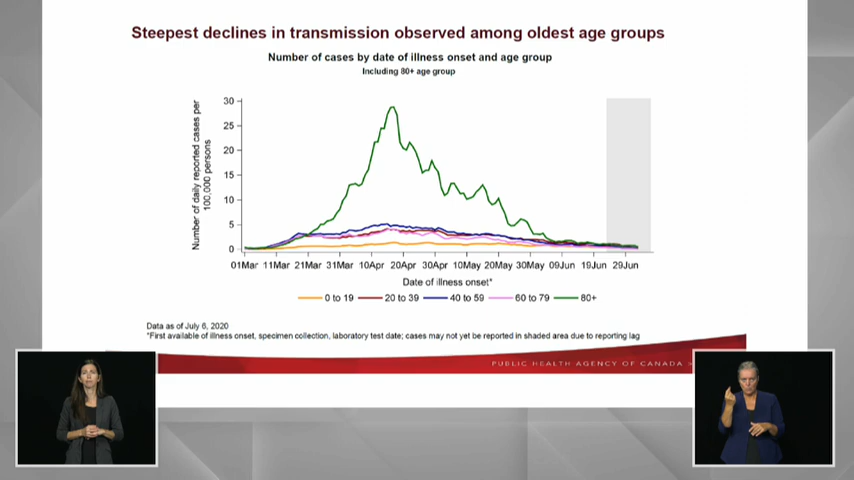 Steepest declines in transmission observed among oldest age groups
Number of cases by date of illness onset and age group
Including 80+ age group
Number of daily reported cases per
100,000 persons
30
25
20
15
10
5
0
01Mar 11Mar 21Mar 31Mar 10Apr 20Apr 30Apr 10May 20May 30May 09Jun 19Jun 29Jun
Date of illness onset*
0 to 19 20 to 39 40 to 59 60 to 79 80+
Data as of July 6, 2020
*First available of illness onset, specimen collection, laboratory test date; cases may not yet be reported in shaded area due to reporting lag
PUBLIC HEALTH AGENCY OF CANADA >